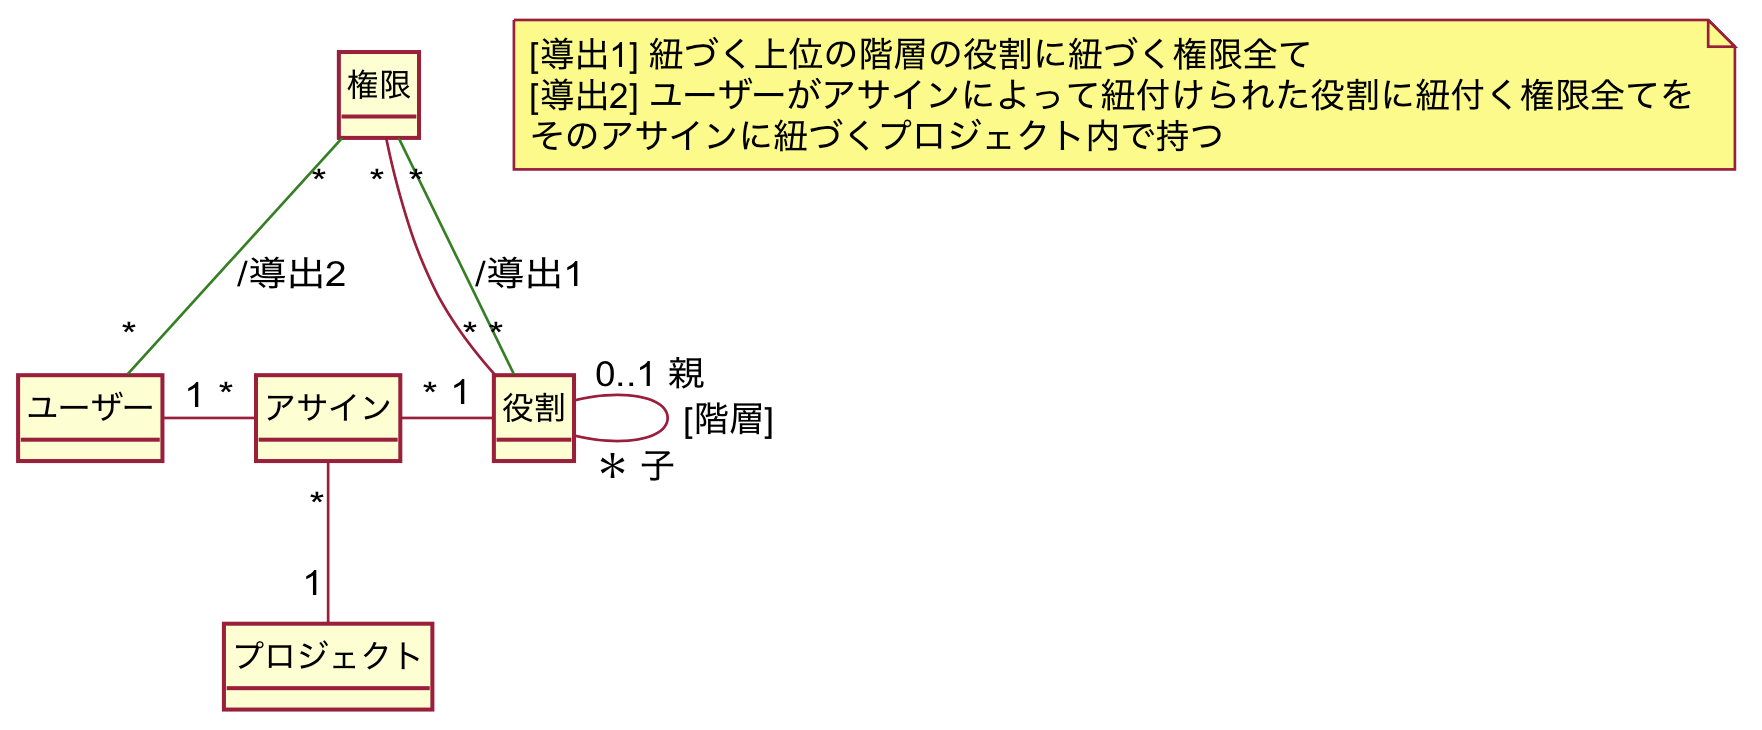 [導出1] 紐づく上位の階層の役割に紐づく権限全て
[導出2] ユーザーがアサインによって紐付けられた役割に紐付く権限全てを
そのアサインに紐づくプロジェクト内で持つ
権限
* * *
/導出2 /導出1
* * *
0..1 親
ユーザー 1 * アサイン * 1 役割
[階層]
＊ 子
*
1
プロジェクト